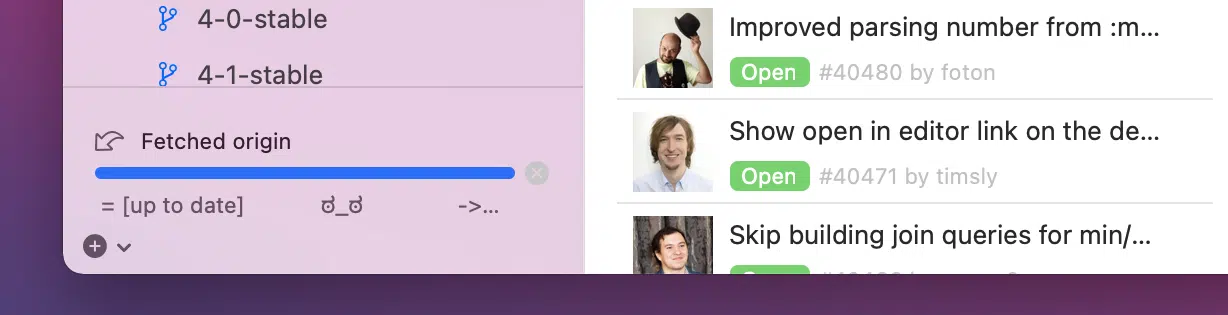 4-0-stable
4-1-stable
Fetched origin
= [up to date] ಠ_ಠ ->...
Improved parsing number from :m...
Open #40480 by foton
Show open in editor link on the de...
Open #40471 by timsly
Skip building join queries for min/...
Open